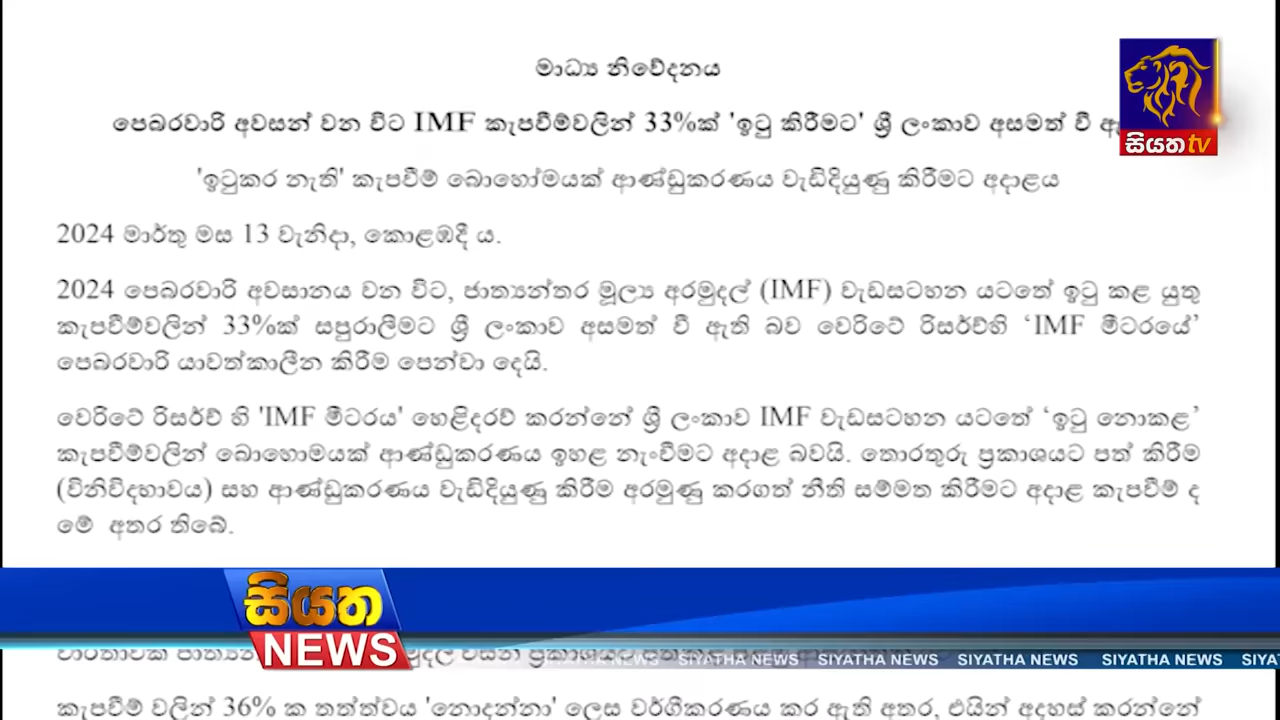 මාධ්‍ය නිවේදනය
පෙබරවාරි අවසන් වන විට IMF කැපවීම්වලින් 33%ක් 'ඉටු කිරීමට' ශ්‍රී ලංකාව අසමත් වී
සියත tv
'ඉටුකර නැති' කැපවීම් බොහෝමයක් ආණ්ඩුකරණය වැඩිදියුණු කිරීමට අදාළය
2024 මාර්තු මස 13 වැනිදා, කොළඹදී ය.
2024 පෙබරවාරි අවසානය වන විට, ජාත්‍යන්තර මූල්‍ය අරමුදල් (IMF) වැඩසටහන යටතේ ඉටු කළ යුතු
කැපවීම්වලින් 33%ක් සපුරාලීමට ශ්‍රී ලංකාව අසමත් වී ඇති බව වෙරිටේ රිසර්ච්හි ‘IMF මීටරයේ’
පෙබරවාරි යාවත්කාලීන කිරීම පෙන්වා දෙයි.
වෙරිටේ රිසර්ච් හි 'IMF මීටරය' හෙළිදරව් කරන්නේ ශ්‍රී ලංකාව IMF වැඩසටහන යටතේ ‘ඉටු නොකළ’
කැපවීම්වලින් බොහොමයක් ආණ්ඩුකරණය ඉහළ නැංවීමට අදාළ බවයි. තොරතුරු ප්‍රකාශයට පත් කිරීම
(විනිවිදභාවය) සහ ආණ්ඩුකරණය වැඩිදියුණු කිරීම අරමුණු කරගත් නීති සම්මත කිරීමට අදාළ කැපවීම් ද
මේ අතර තිබේ.
සියත
NEWS
SIYATHA NEWS SIYATHA NEWS SIYATHA NEWS SIYATHA NEWS
කැපවීම් වලින් 36% ක තත්ත්වය 'නොදන්නා' ලෙස වර්ගීකරණය කර ඇති අතර, එයින් අදහස් කරන්නේ